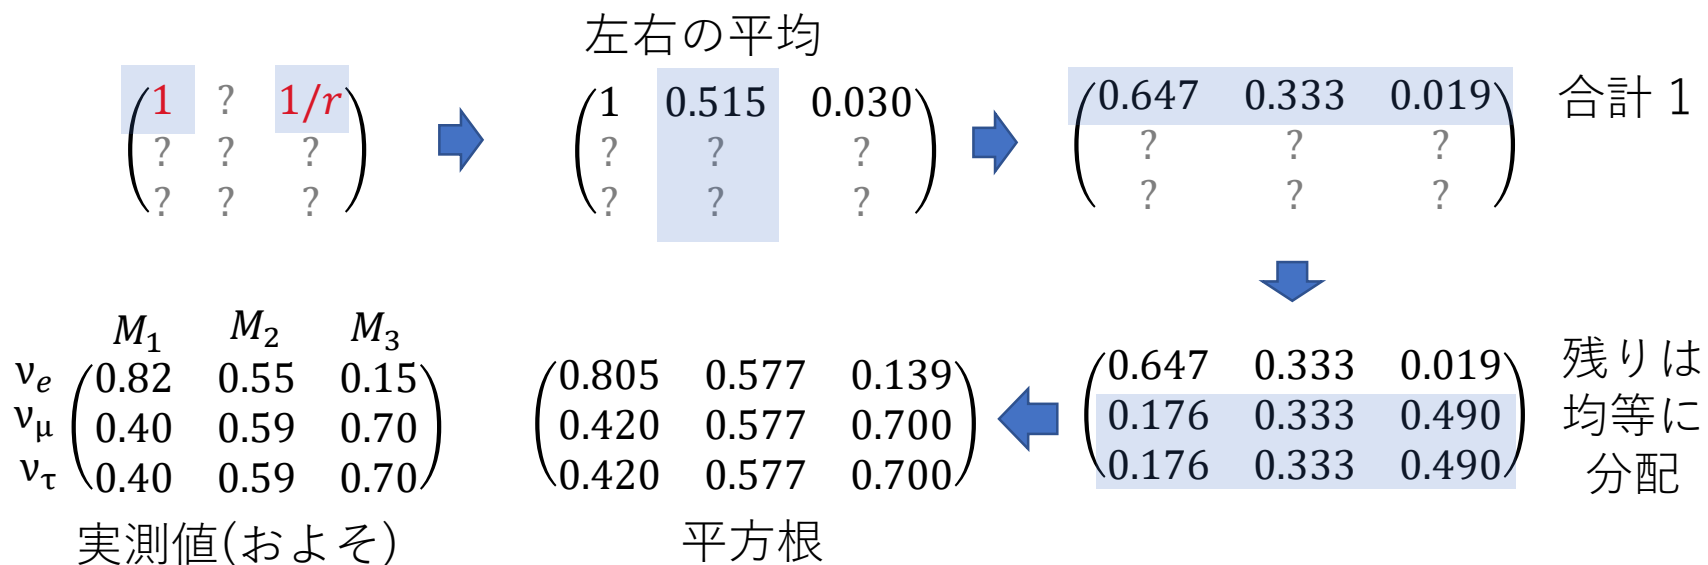 左右の平均
1 ? 1/r
? ? ?
? ? ?
1 0.515 0.030
? ? ?
? ? ?
0.647 0.333 0.019
? ? ?
? ? ?
合計 1
M₁ M₂ M₃
νₑ 0.82 0.55 0.15
ν_μ 0.40 0.59 0.70
ν_τ 0.40 0.59 0.70
実測値(およそ)
0.805 0.577 0.139
0.420 0.577 0.700
0.420 0.577 0.700
平方根
0.647 0.333 0.019
0.176 0.333 0.490
0.176 0.333 0.490
残りは
均等に
分配